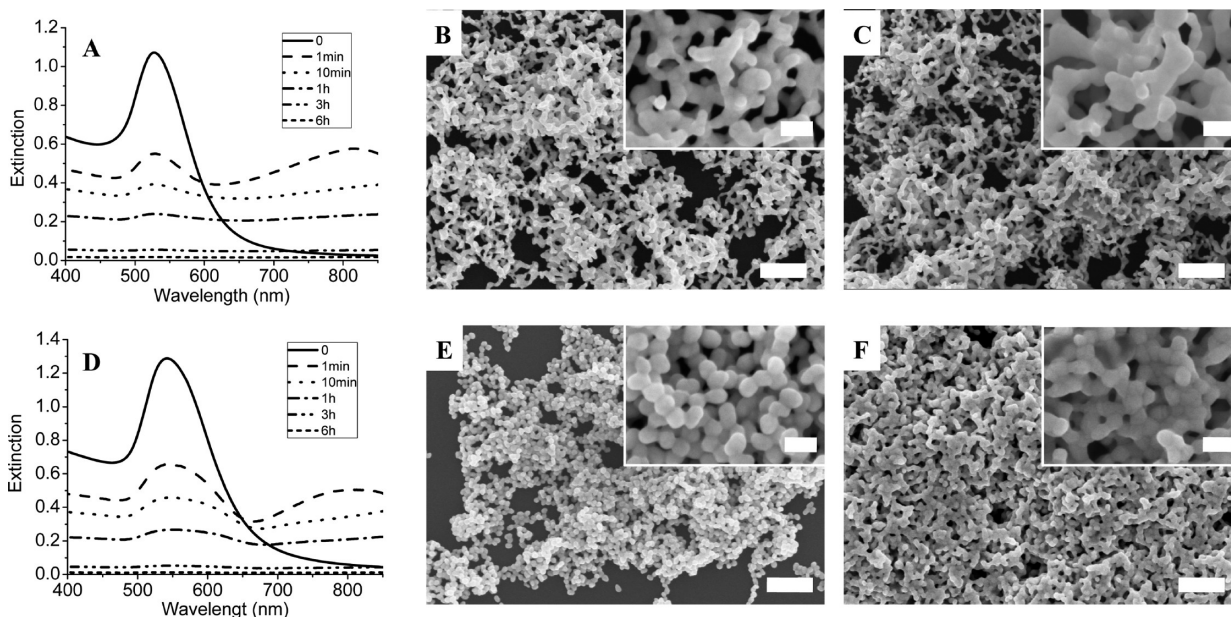 A
Extinction
1.2
1.0
0.8
0.6
0.4
0.2
0.0
400
500
600
700
800
Wavelength (nm)
0
1min
10min
1h
3h
6h
B
C
D
Extinction
1.4
1.2
1.0
0.8
0.6
0.4
0.2
0.0
400
500
600
700
800
Wavelengt (nm)
0
1min
10min
1h
3h
6h
E
F